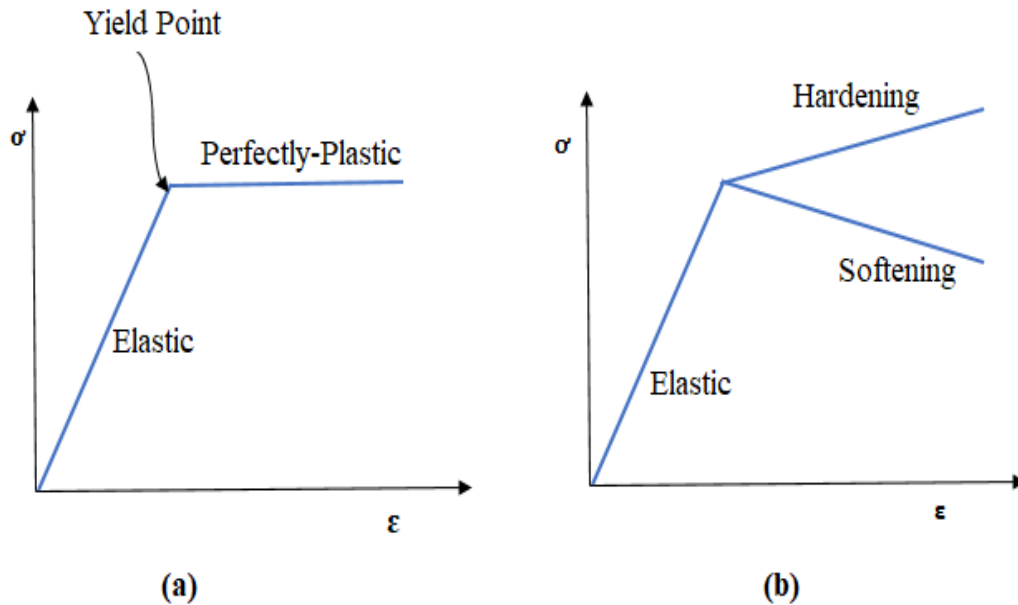 Yield Point
σ
Perfectly-Plastic
Elastic
ε
(a)
Hardening
σ
Softening
Elastic
ε
(b)